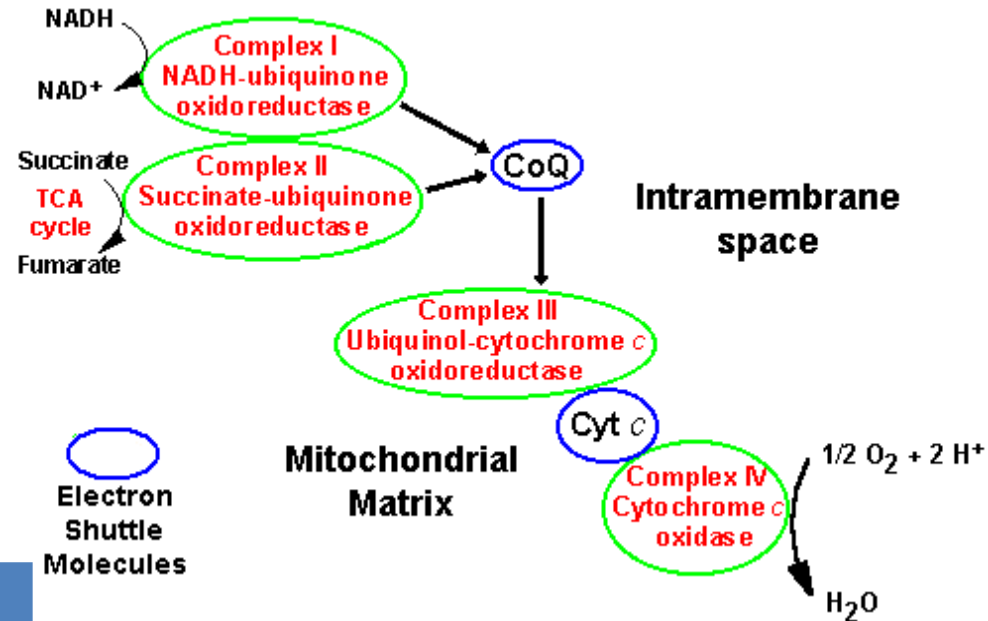 NADH
NAD+
Complex I
NADH-ubiquinone
oxidoreductase
Succinate
TCA
cycle
Fumarate
Complex II
Succinate-ubiquinone
oxidoreductase
CoQ
Intramembrane
space
Complex III
Ubiquinol-cytochrome c
oxidoreductase
Cyt c
Mitochondrial
Matrix
Electron
Shuttle
Molecules
Complex IV
Cytochrome c
oxidase
1/2 O2 + 2 H+
H2O